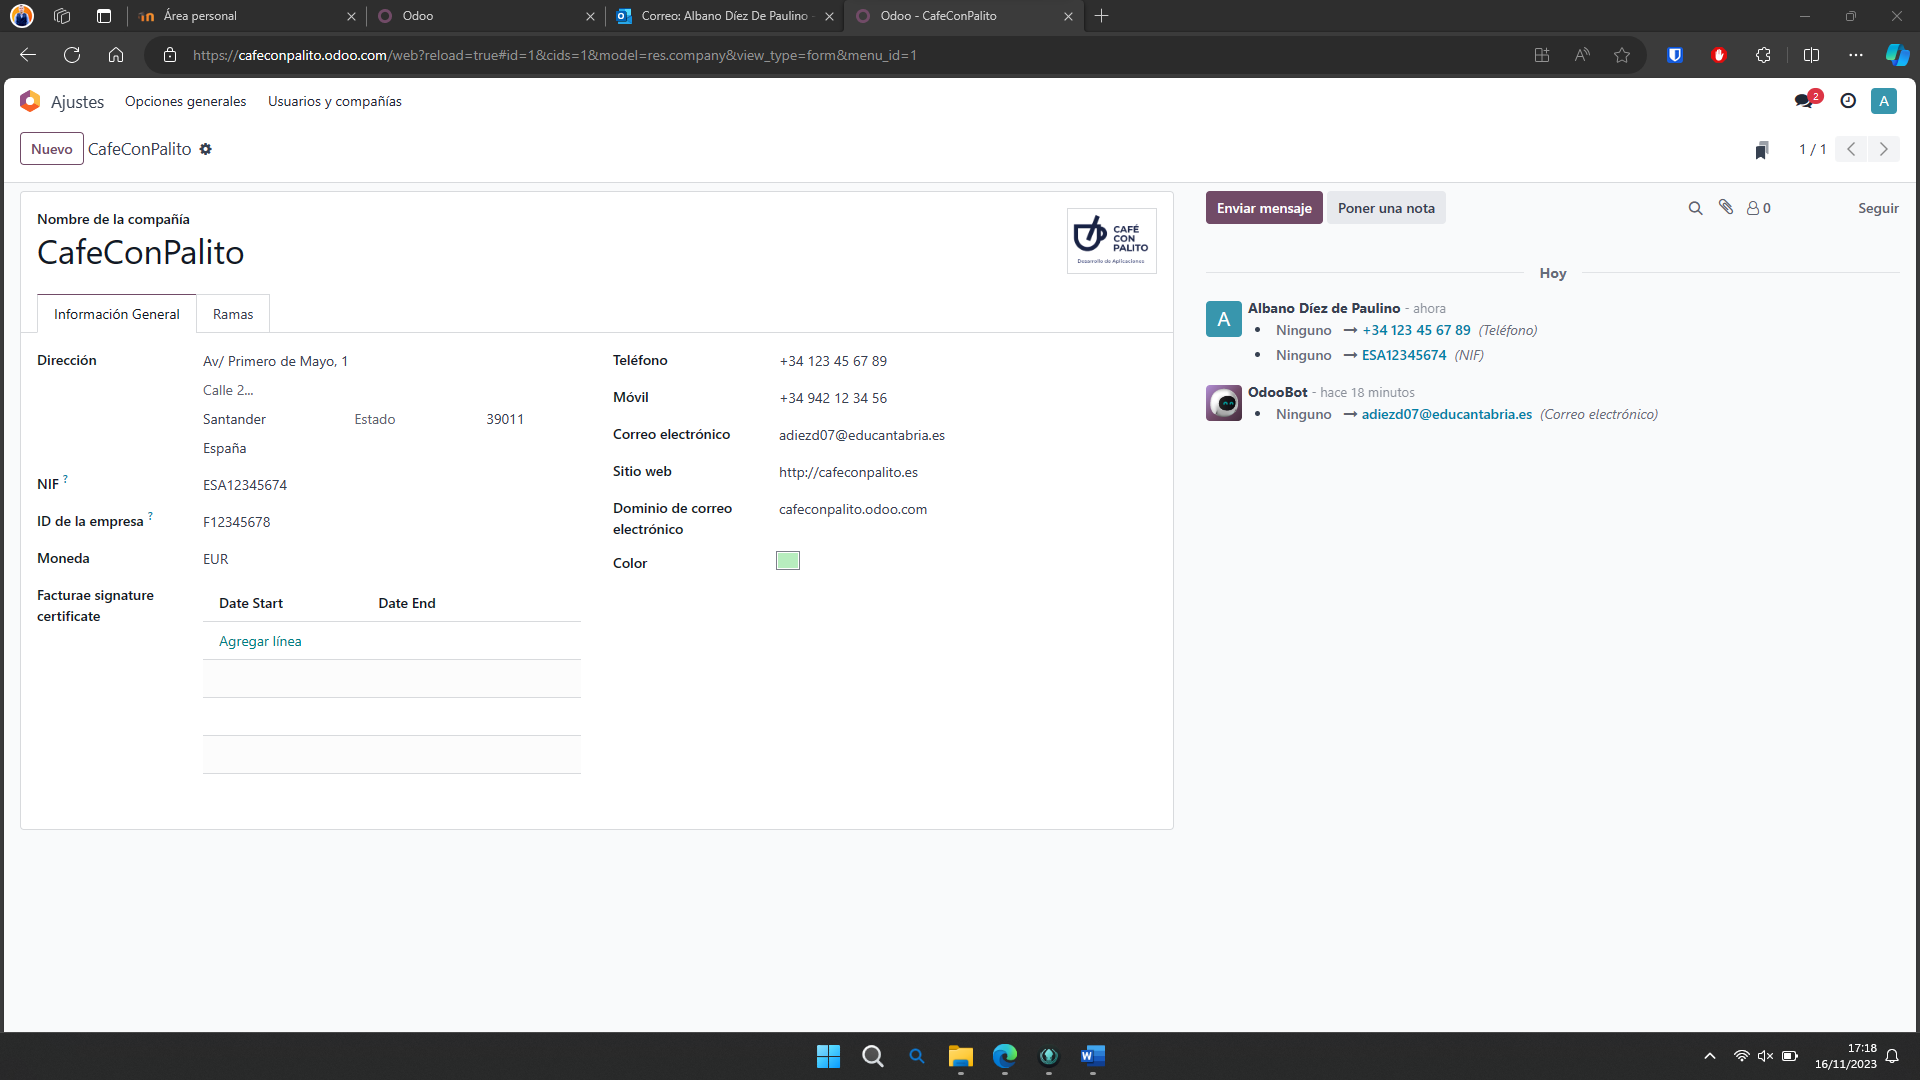 Área personal
Odoo
Correo: Albano Díez De Paulino -
Odoo - CafeConPalito
https://cafeconpalito.odoo.com/web?reload=true#id=1&cids=1&model=res.company&view_type=form&menu_id=1
Ajustes
Opciones generales
Usuarios y compañías
2
A
Nuevo
CafeConPalito
1 / 1
Nombre de la compañía
CafeConPalito
CAFÉ
CON
PALITO
Desarrollo de Aplicaciones
Información General
Ramas
Dirección
Av/ Primero de Mayo, 1
Calle 2...
Santander
Estado
39011
España
NIF ?
ESA12345674
ID de la empresa ?
F12345678
Moneda
EUR
Facturae signature
certificate
Date Start
Date End
Agregar línea
Teléfono
+34 123 45 67 89
Móvil
+34 942 12 34 56
Correo electrónico
adiezd07@educantabria.es
Sitio web
http://cafeconpalito.es
Dominio de correo
electrónico
cafeconpalito.odoo.com
Color
Enviar mensaje
Poner una nota
0
Seguir
Hoy
A
Albano Díez de Paulino - ahora
Ninguno → +34 123 45 67 89 (Teléfono)
Ninguno → ESA12345674 (NIF)
OdooBot - hace 18 minutos
Ninguno → adiezd07@educantabria.es (Correo electrónico)
17:18
16/11/2023